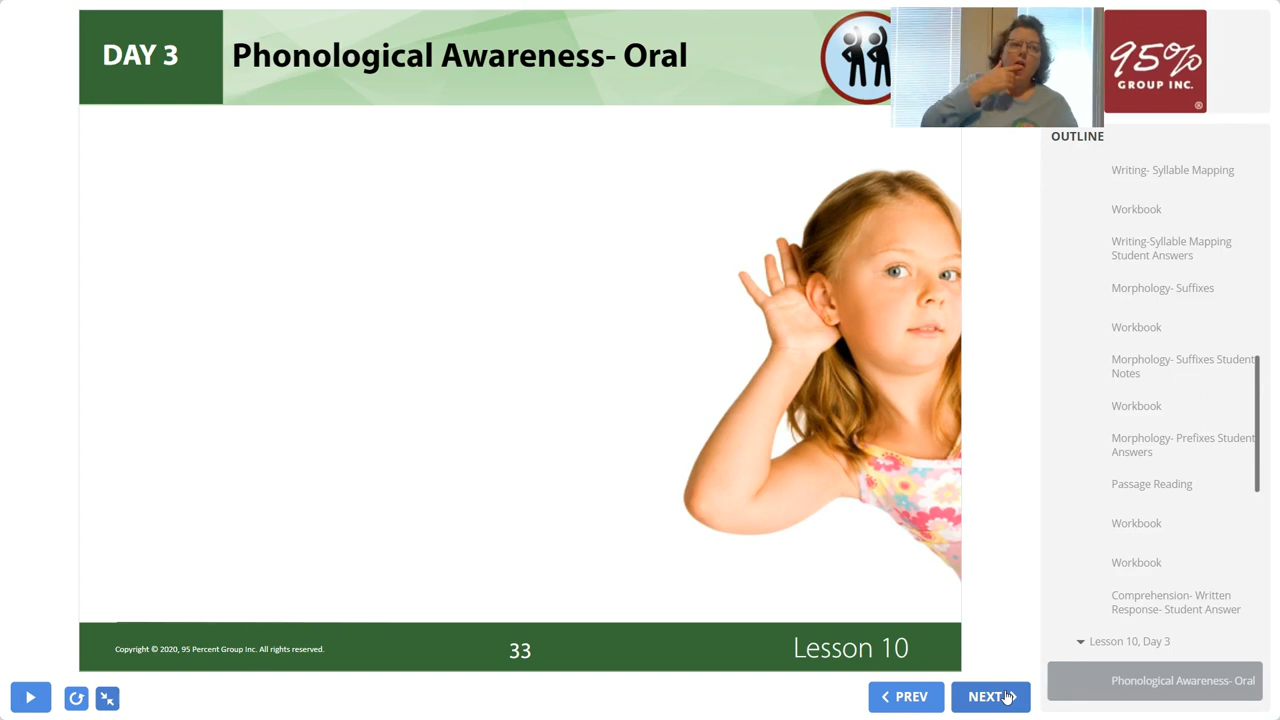 DAY 3
Phonological Awareness- Oral
95%
GROUP INC.
®
OUTLINE
Writing- Syllable Mapping
Workbook
Writing-Syllable Mapping
Student Answers
Morphology- Suffixes
Workbook
Morphology- Suffixes Student
Notes
Workbook
Morphology- Prefixes Student
Answers
Passage Reading
Workbook
Workbook
Comprehension- Written
Response- Student Answer
Lesson 10, Day 3
Phonological Awareness- Oral
Copyright © 2020, 95 Percent Group Inc. All rights reserved.
33
Lesson 10
PREV
NEXT